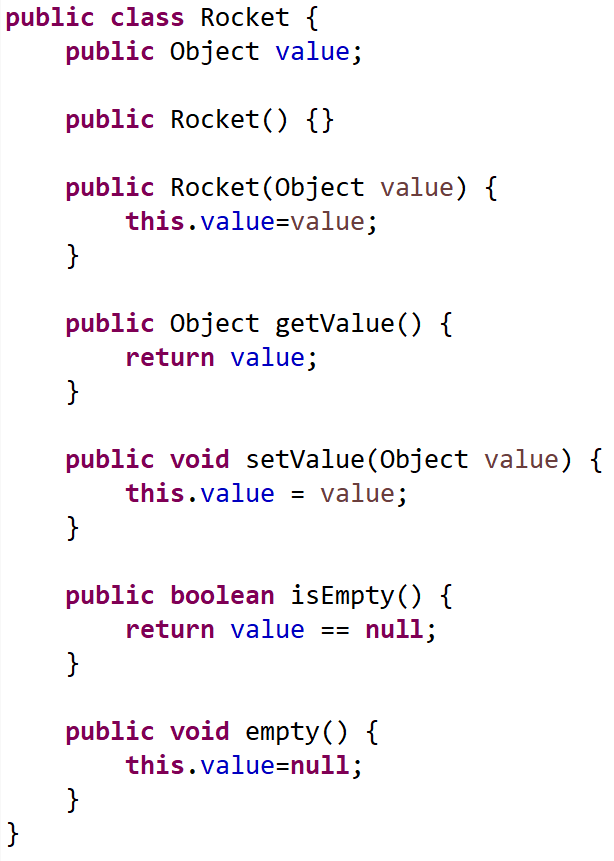 public class Rocket {
    public Object value;

    public Rocket() {}

    public Rocket(Object value) {
        this.value=value;
    }

    public Object getValue() {
        return value;
    }

    public void setValue(Object value) {
        this.value = value;
    }

    public boolean isEmpty() {
        return value == null;
    }

    public void empty() {
        this.value=null;
    }
}